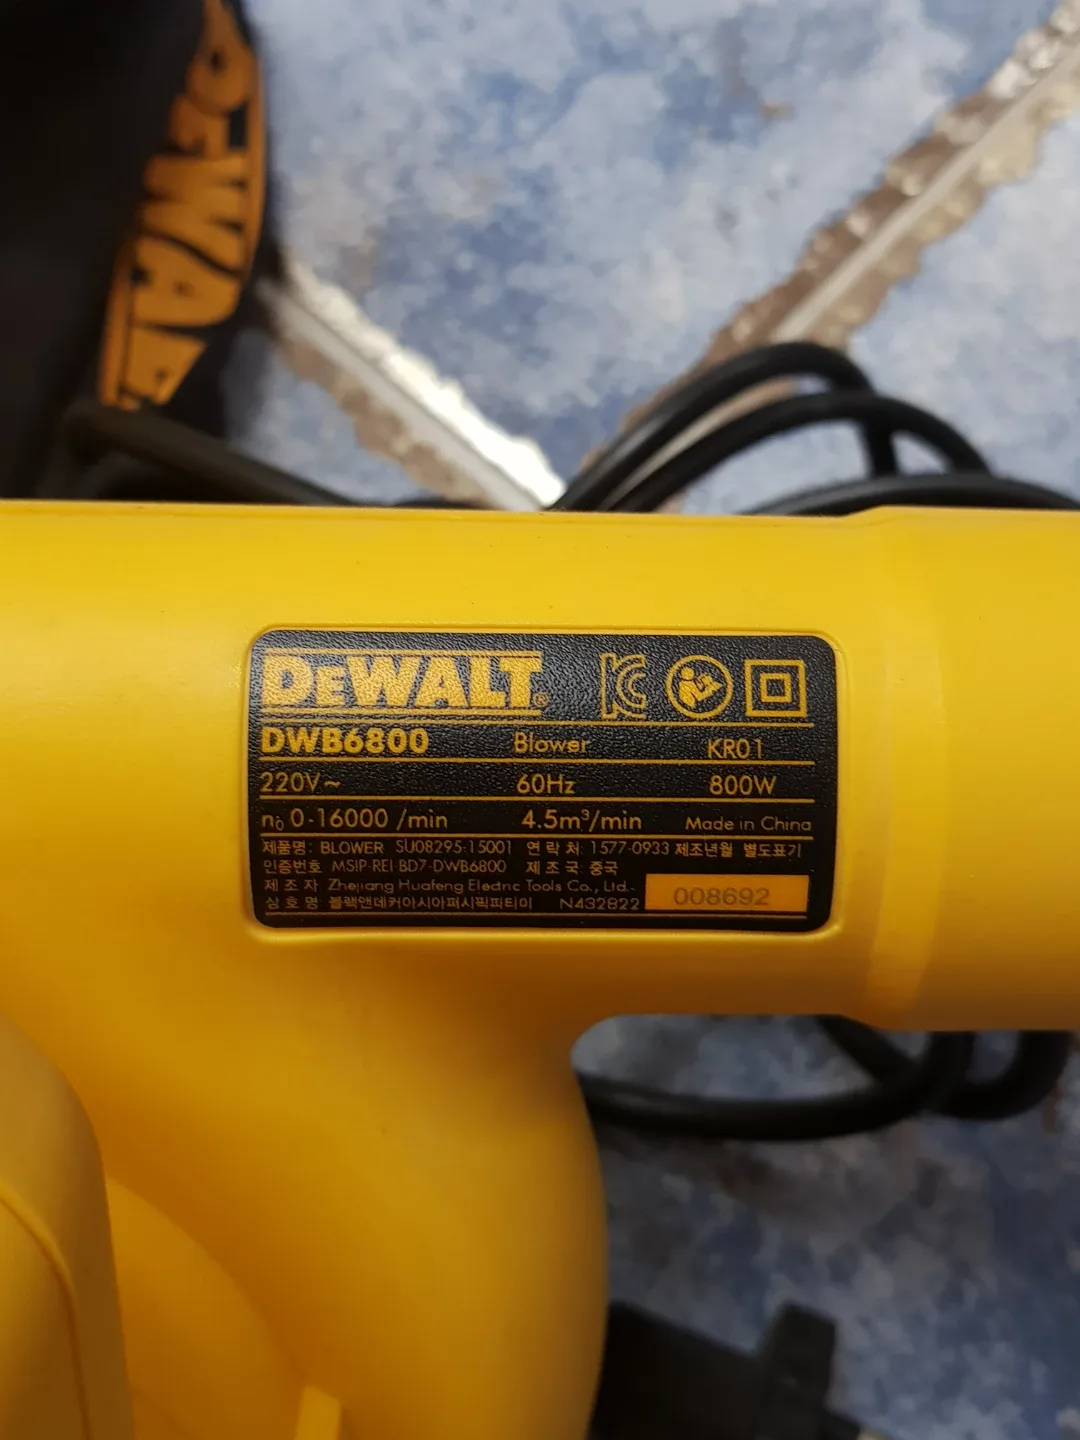 DEWALT
DEWALT®
DWB6800 Blower KR01
220V~ 60Hz 800W
n₀ 0-16000 /min 4.5m³/min Made in China
제품명: BLOWER SU08295-15001 연 락 처: 1577-0933 제조년월 별도표기
인증번호 MSIP-REI-BD7-DWB6800 제 조 국: 중국
제 조 자 Zhejiang Huafeng Electric Tools Co., Ltd.
상 호 명 블랙앤데커아시아퍼시픽피티이 N432822 008692